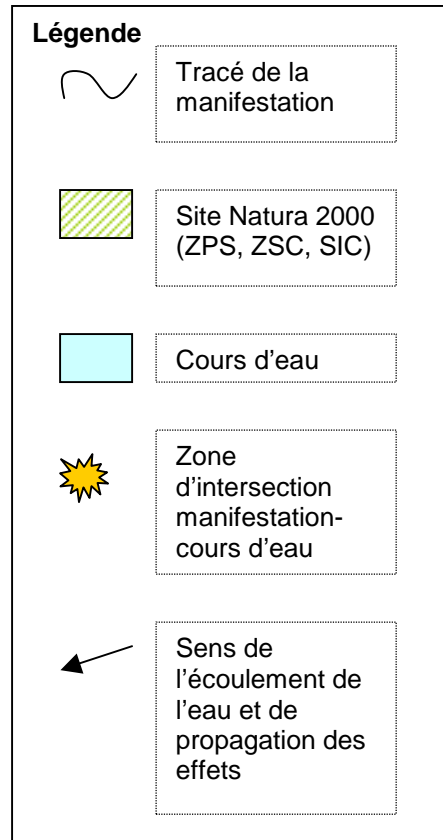 Légende
Tracé de la
manifestation
Site Natura 2000
(ZPS, ZSC, SIC)
Cours d'eau
Zone
d'intersection
manifestation-
cours d'eau
Sens de
l'écoulement de
l'eau et de
propagation des
effets